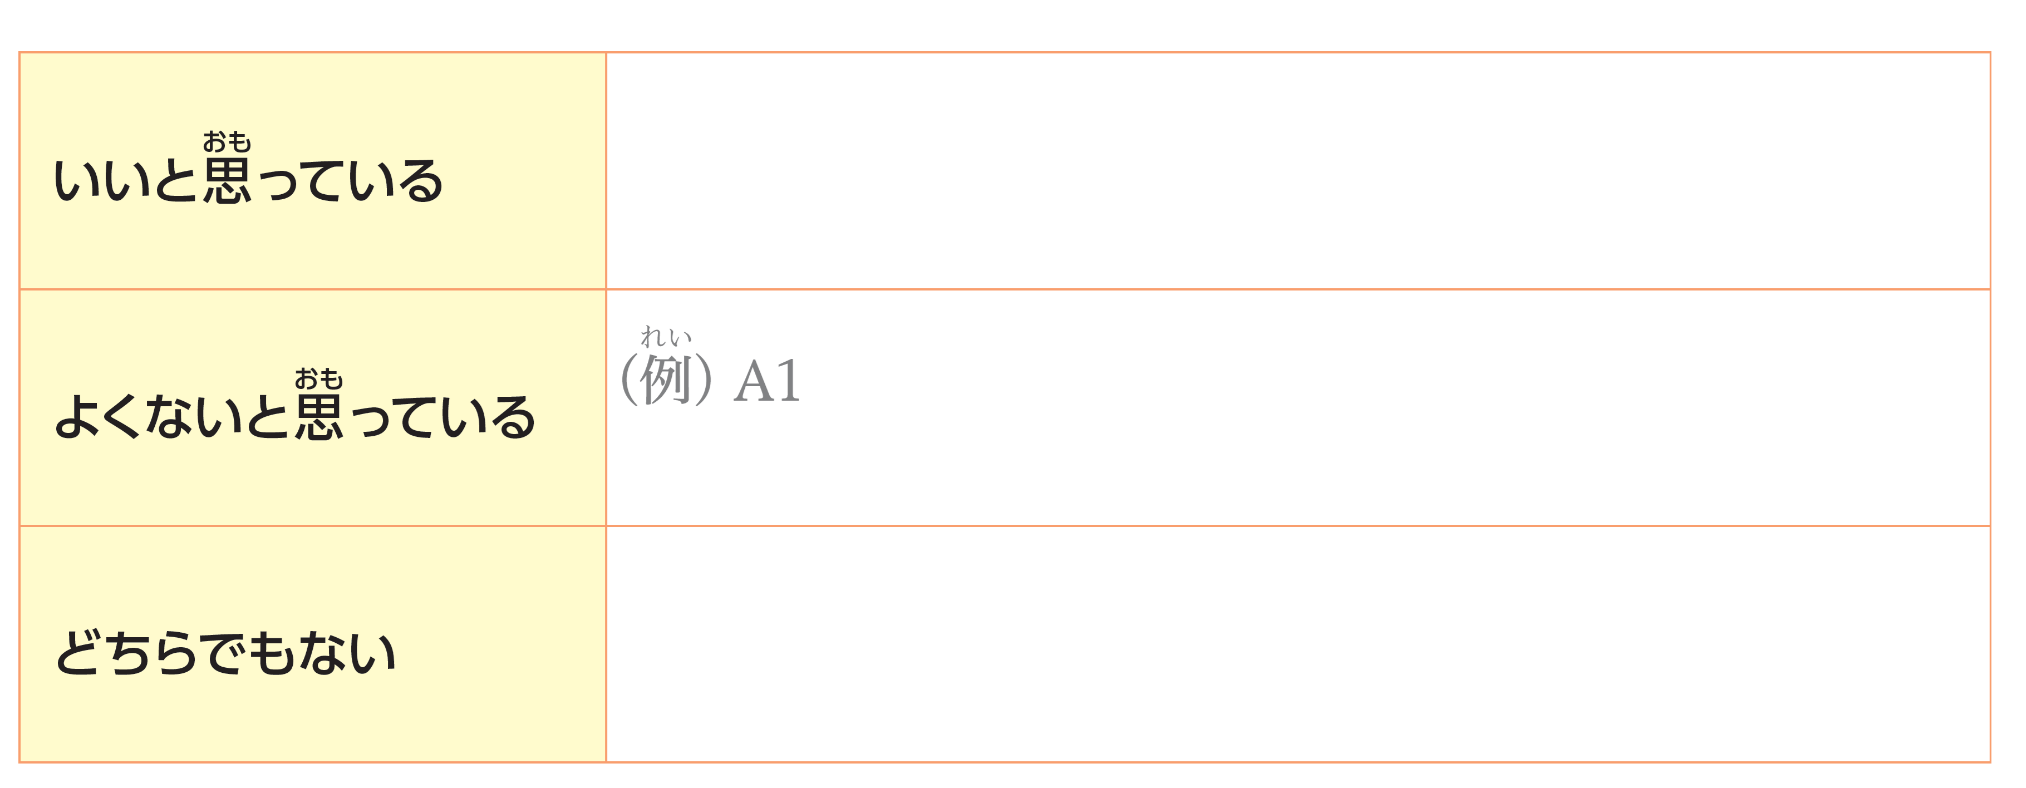 いいと思っている
おも
よくないと思っている
おも
(例) A1
れい
どちらでもない